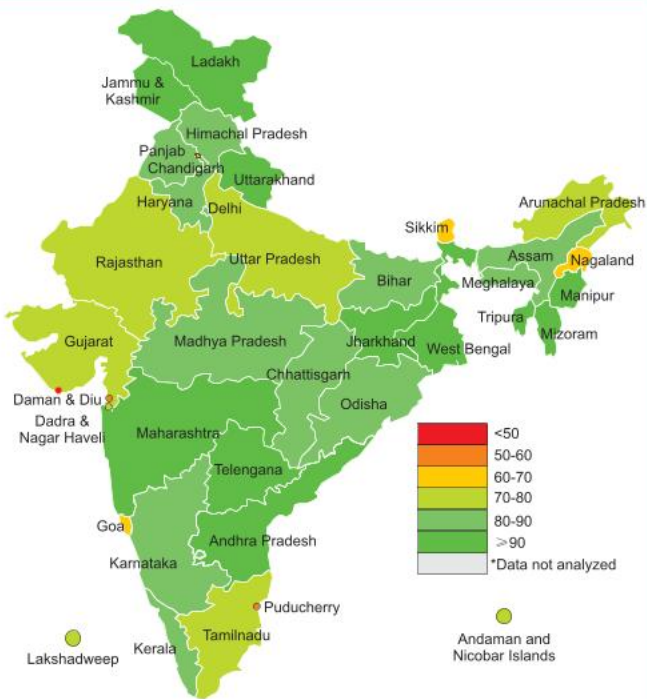 Ladakh
Jammu &
Kashmir
Himachal Pradesh
Panjab
Chandigarh
Uttarakhand
Haryana
Delhi
Arunachal Pradesh
Sikkim
Rajasthan
Uttar Pradesh
Assam
Nagaland
Bihar
Meghalaya
Manipur
Tripura
Mizoram
Gujarat
Madhya Pradesh
Jharkhand
West Bengal
Chhattisgarh
Daman & Diu
Dadra &
Nagar Haveli
Odisha
Maharashtra
Telengana
<50
50-60
60-70
70-80
80-90
⩾90
*Data not analyzed
Goa
Andhra Pradesh
Karnataka
Puducherry
Tamilnadu
Kerala
Lakshadweep
Andaman and
Nicobar Islands